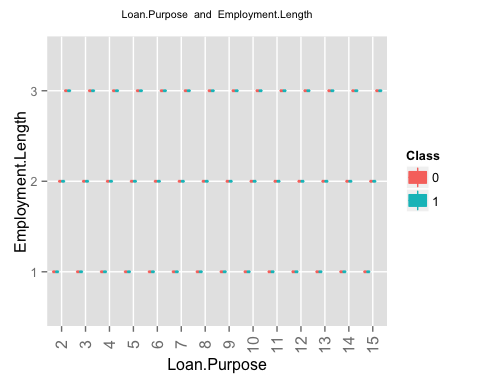 Loan.Purpose and Employment.Length
Employment.Length
3
2
1
2 3 4 5 6 7 8 9 10 11 12 13 14 15
Loan.Purpose
Class
0
1